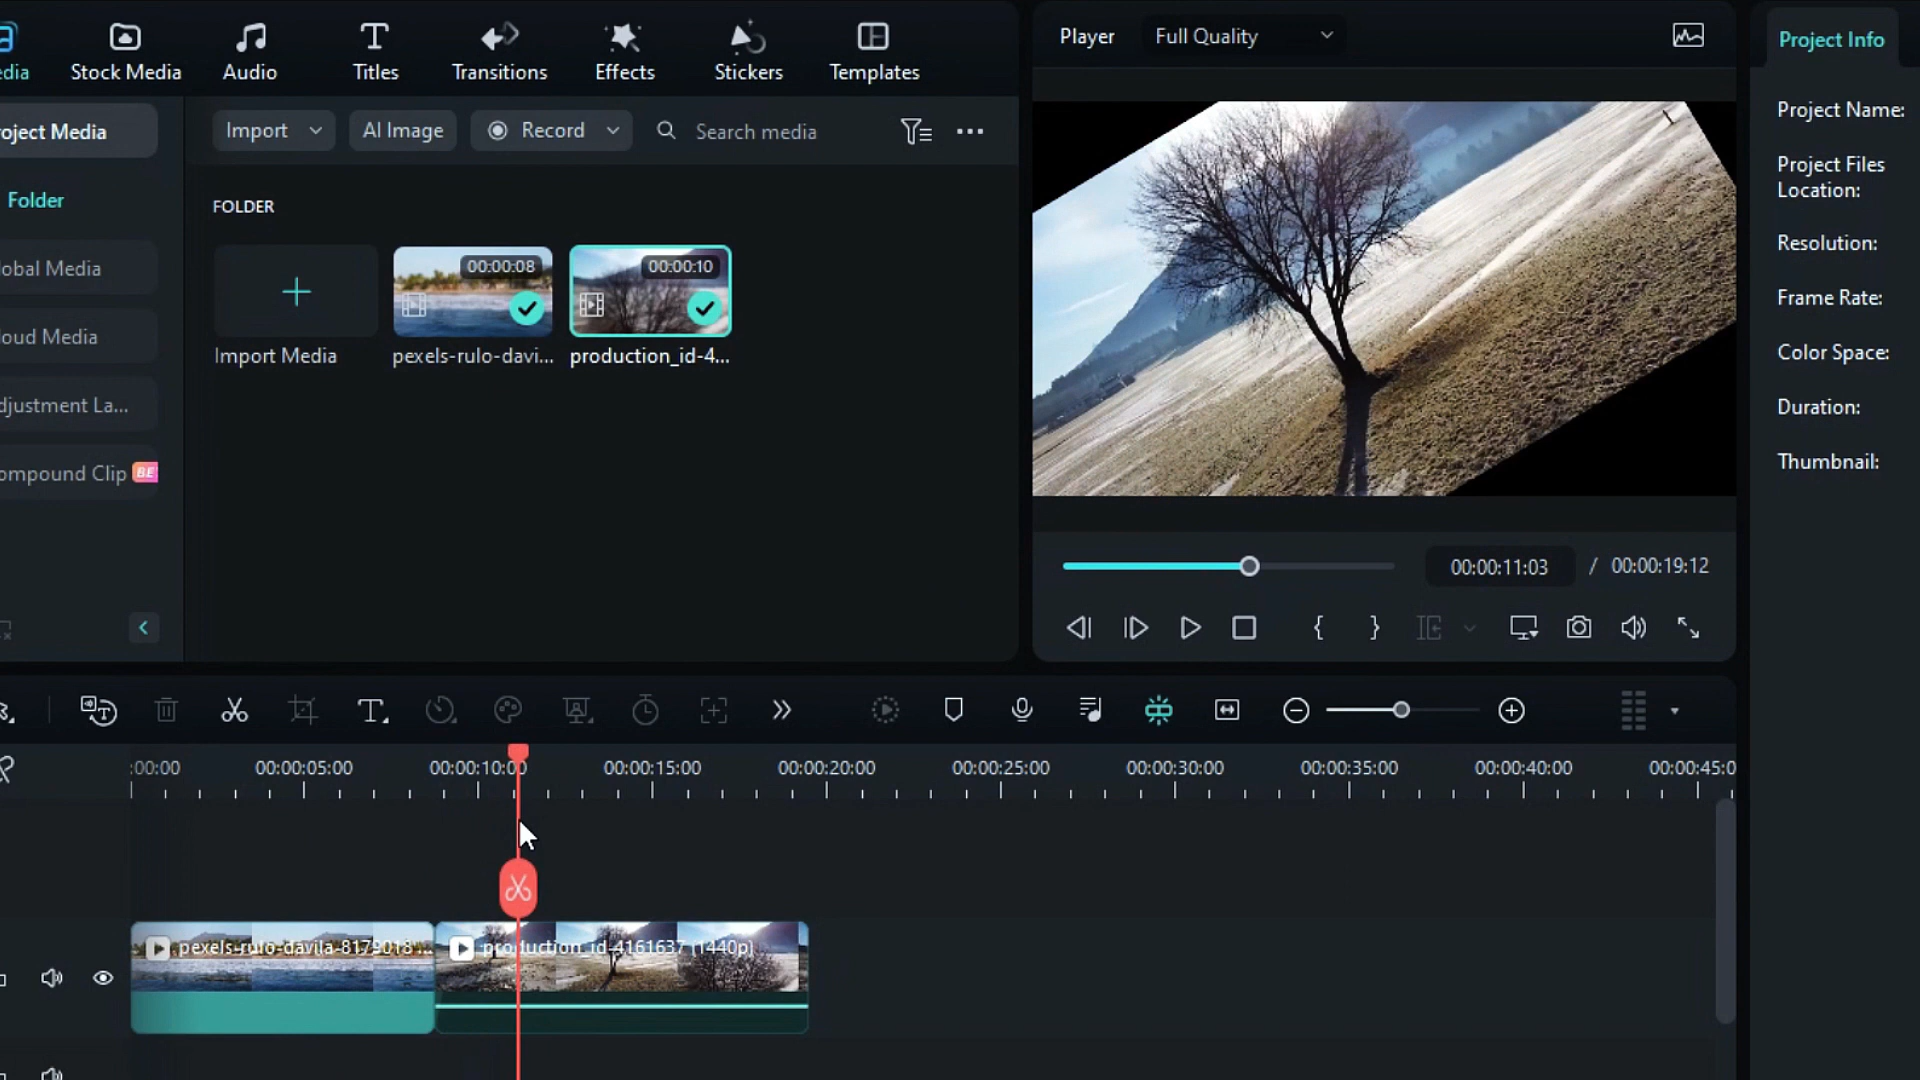 edia
Stock Media
Audio
Titles
Transitions
Effects
Stickers
Templates
Player
Full Quality
Project Info
oject Media
Import
AI Image
Record
Search media
Folder
FOLDER
lobal Media
loud Media
djustment La...
ompound Clip
BE
00:00:08
00:00:10
Import Media
pexels-rulo-davi...
production_id-4...
Project Name:
Project Files
Location:
Resolution:
Frame Rate:
Color Space:
Duration:
Thumbnail:
00:00:11:03 / 00:00:19:12
:00:00
00:00:05:00
00:00:10:00
00:00:15:00
00:00:20:00
00:00:25:00
00:00:30:00
00:00:35:00
00:00:40:00
00:00:45:0
pexels-rulo-davila-8179018 ...
production_id-4161637 (1440p)